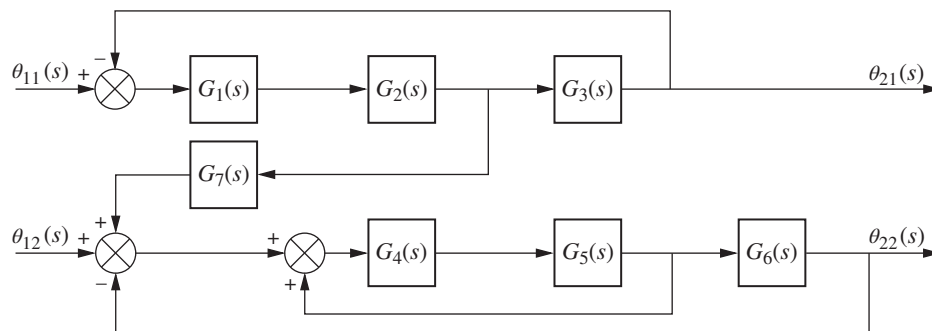 −
θ₁₁(s) + G₁(s) G₂(s) G₃(s) θ₂₁(s)
G₇(s)
+
θ₁₂(s) + + G₄(s) G₅(s) G₆(s) θ₂₂(s)
− +